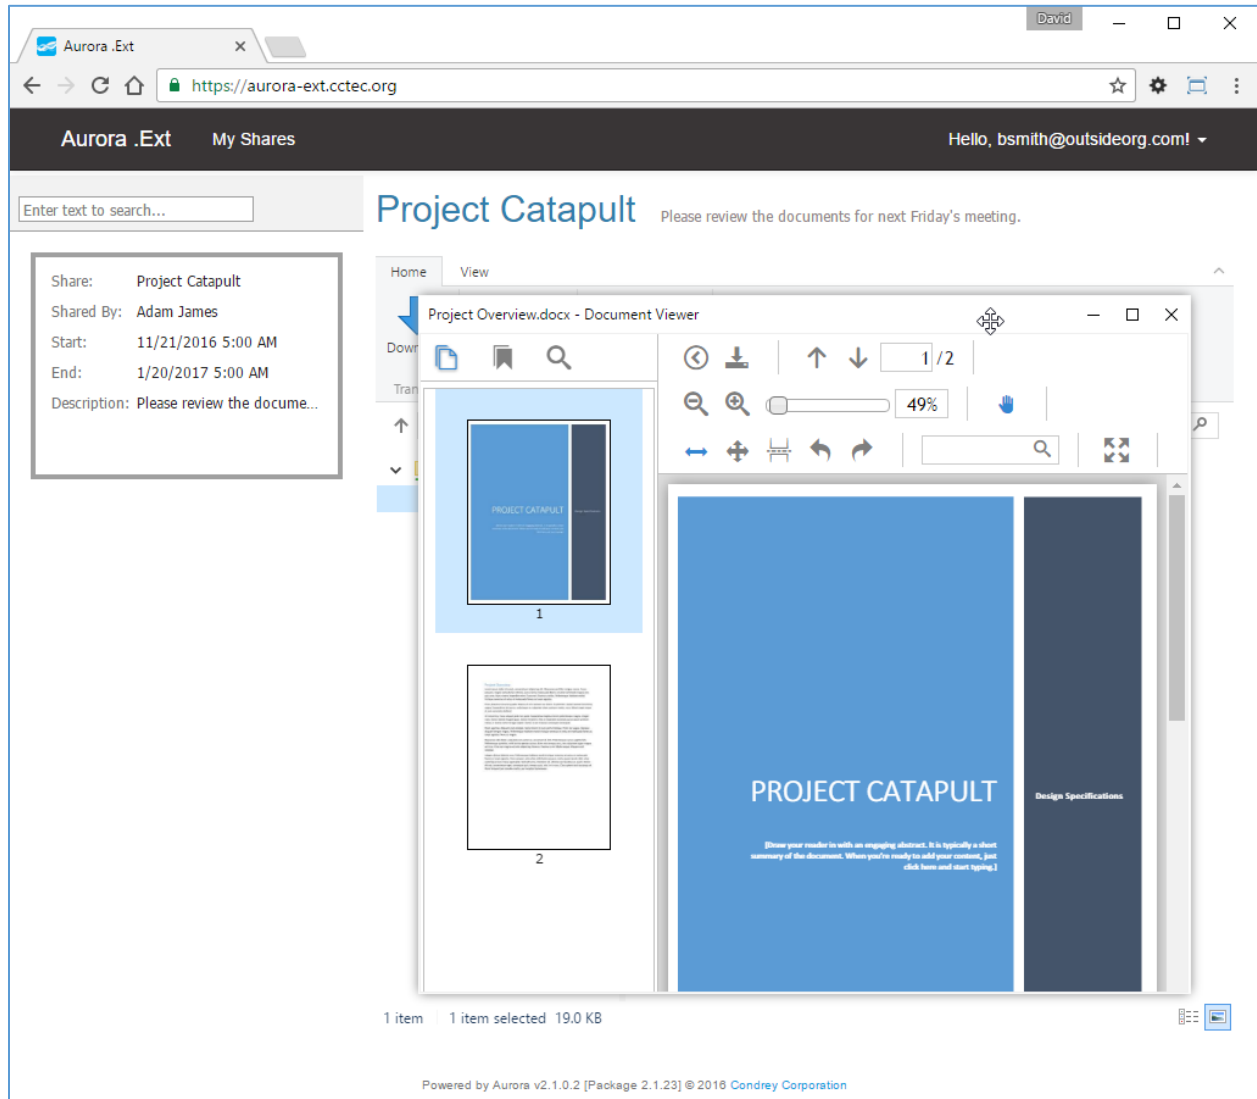 David
Aurora .Ext
https://aurora-ext.cctec.org
Aurora .Ext My Shares Hello, bsmith@outsideorg.com!
Enter text to search...
Project Catapult Please review the documents for next Friday's meeting.
Share: Project Catapult
Shared By: Adam James
Start: 11/21/2016 5:00 AM
End: 1/20/2017 5:00 AM
Description: Please review the docume...
Home View
Project Overview.docx - Document Viewer
Down
Tran
1 /2
49%
PROJECT CATAPULT
1
2
PROJECT CATAPULT
Design Specifications
[Draw your reader in with an engaging abstract. It is typically a short
summary of the document. When you're ready to add your content, just
click here and start typing.]
1 item 1 item selected 19.0 KB
Powered by Aurora v2.1.0.2 [Package 2.1.23] © 2016 Condrey Corporation